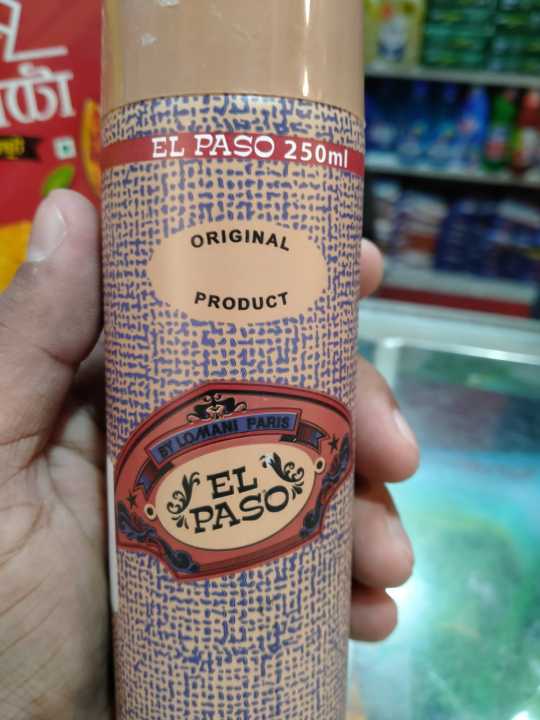 EL PASO 250ml
ORIGINAL
PRODUCT
BY LOMANI PARIS
EL
PASO